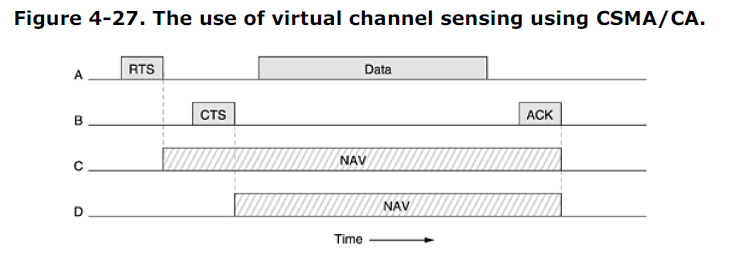 Figure 4-27. The use of virtual channel sensing using CSMA/CA.
A RTS Data
B CTS ACK
C NAV
D NAV
Time